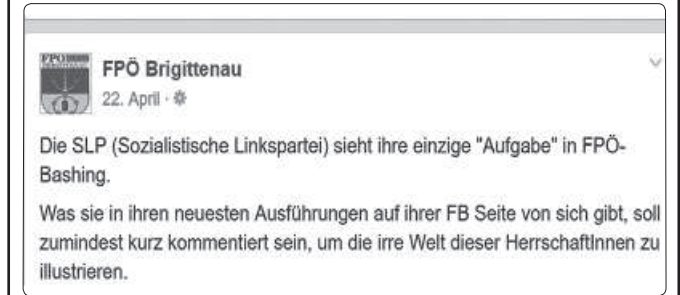 FPÖ
FPÖ Brigittenau
22. April
Die SLP (Sozialistische Linkspartei) sieht ihre einzige "Aufgabe" in FPÖ-
Bashing.
Was sie in ihren neuesten Ausführungen auf ihrer FB Seite von sich gibt, soll
zumindest kurz kommentiert sein, um die irre Welt dieser HerrschaftInnen zu
illustrieren.